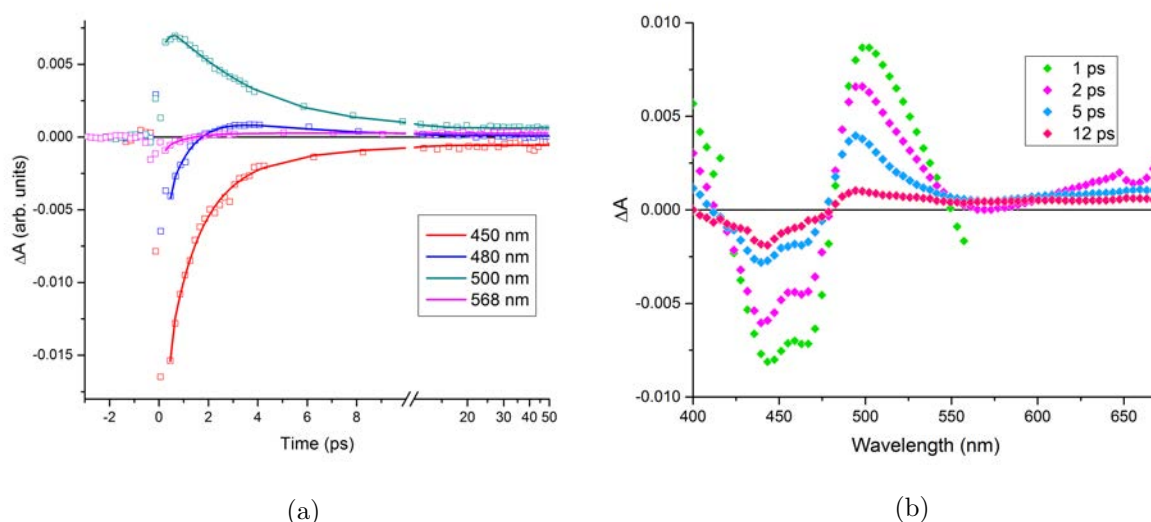 0.005
0.000
-0.005
-0.010
-0.015
ΔA (arb. units)
450 nm
480 nm
500 nm
568 nm
-2 0 2 4 6 8 20 30 40 50
Time (ps)
(a)
0.010
0.005
0.000
-0.005
-0.010
ΔA
1 ps
2 ps
5 ps
12 ps
400 450 500 550 600 650
Wavelength (nm)
(b)